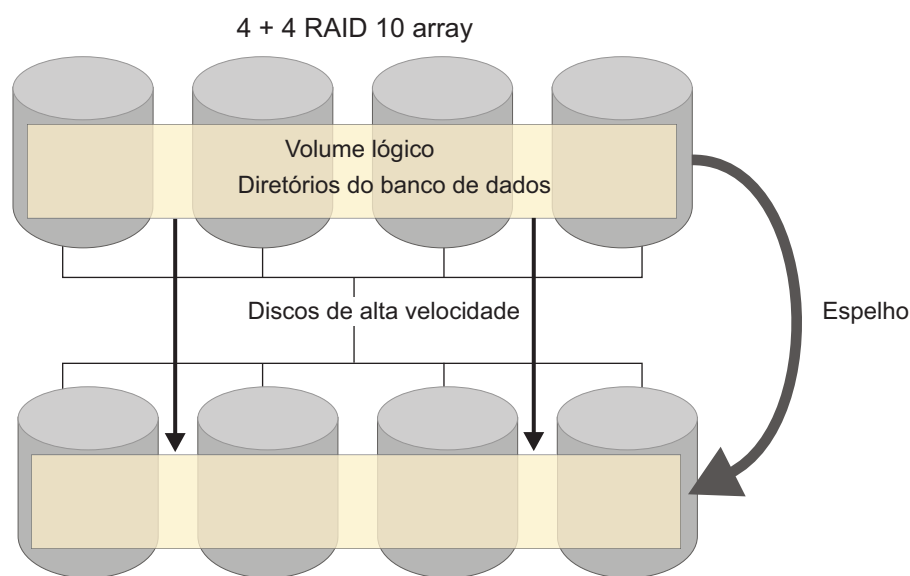 4 + 4 RAID 10 array
Volume lógico
Diretórios do banco de dados
Discos de alta velocidade
Espelho